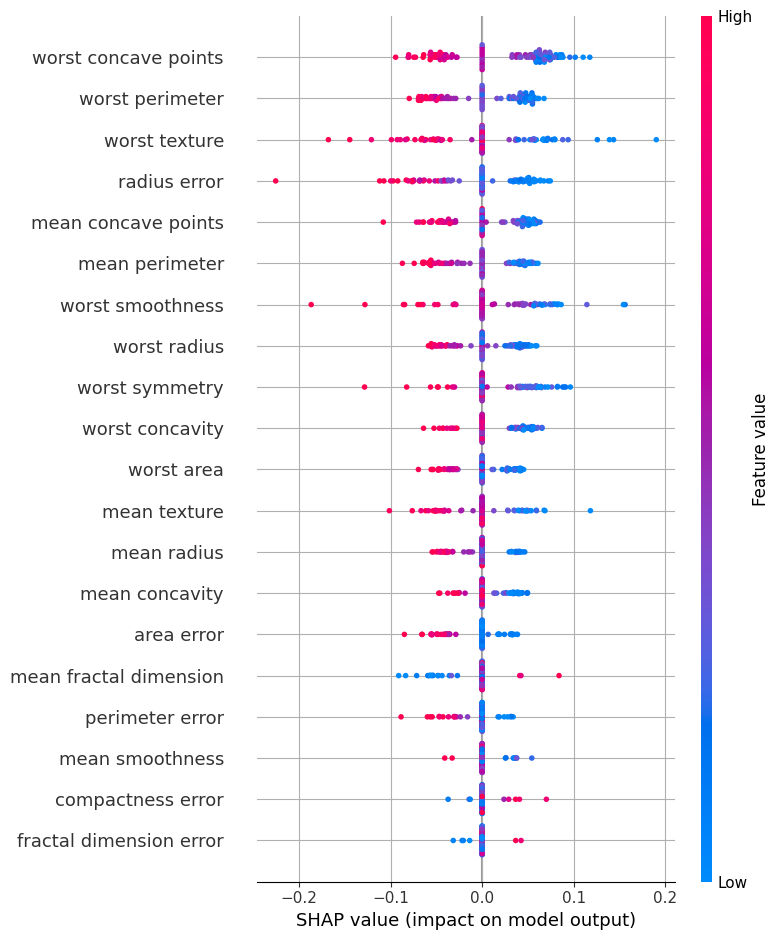 High
worst concave points
worst perimeter
worst texture
radius error
mean concave points
mean perimeter
worst smoothness
worst radius
worst symmetry
worst concavity
worst area
mean texture
mean radius
mean concavity
area error
mean fractal dimension
perimeter error
mean smoothness
compactness error
fractal dimension error
Feature value
Low
−0.2 −0.1 0.0 0.1 0.2
SHAP value (impact on model output)